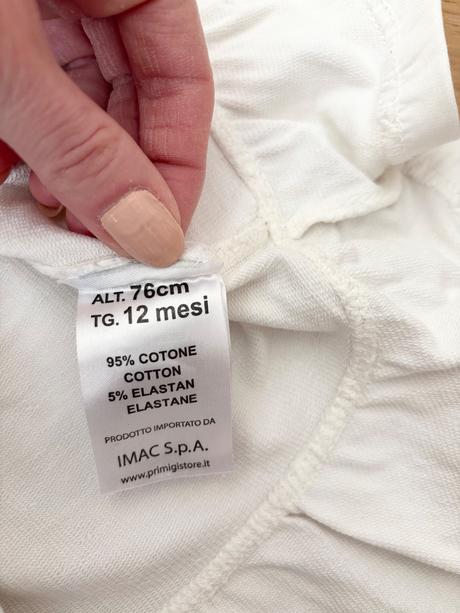 ALT. 76cm
TG. 12 mesi
95% COTONE
COTTON
5% ELASTAN
ELASTANE
PRODOTTO IMPORTATO DA
IMAC S.p.A.
www.primigistore.it